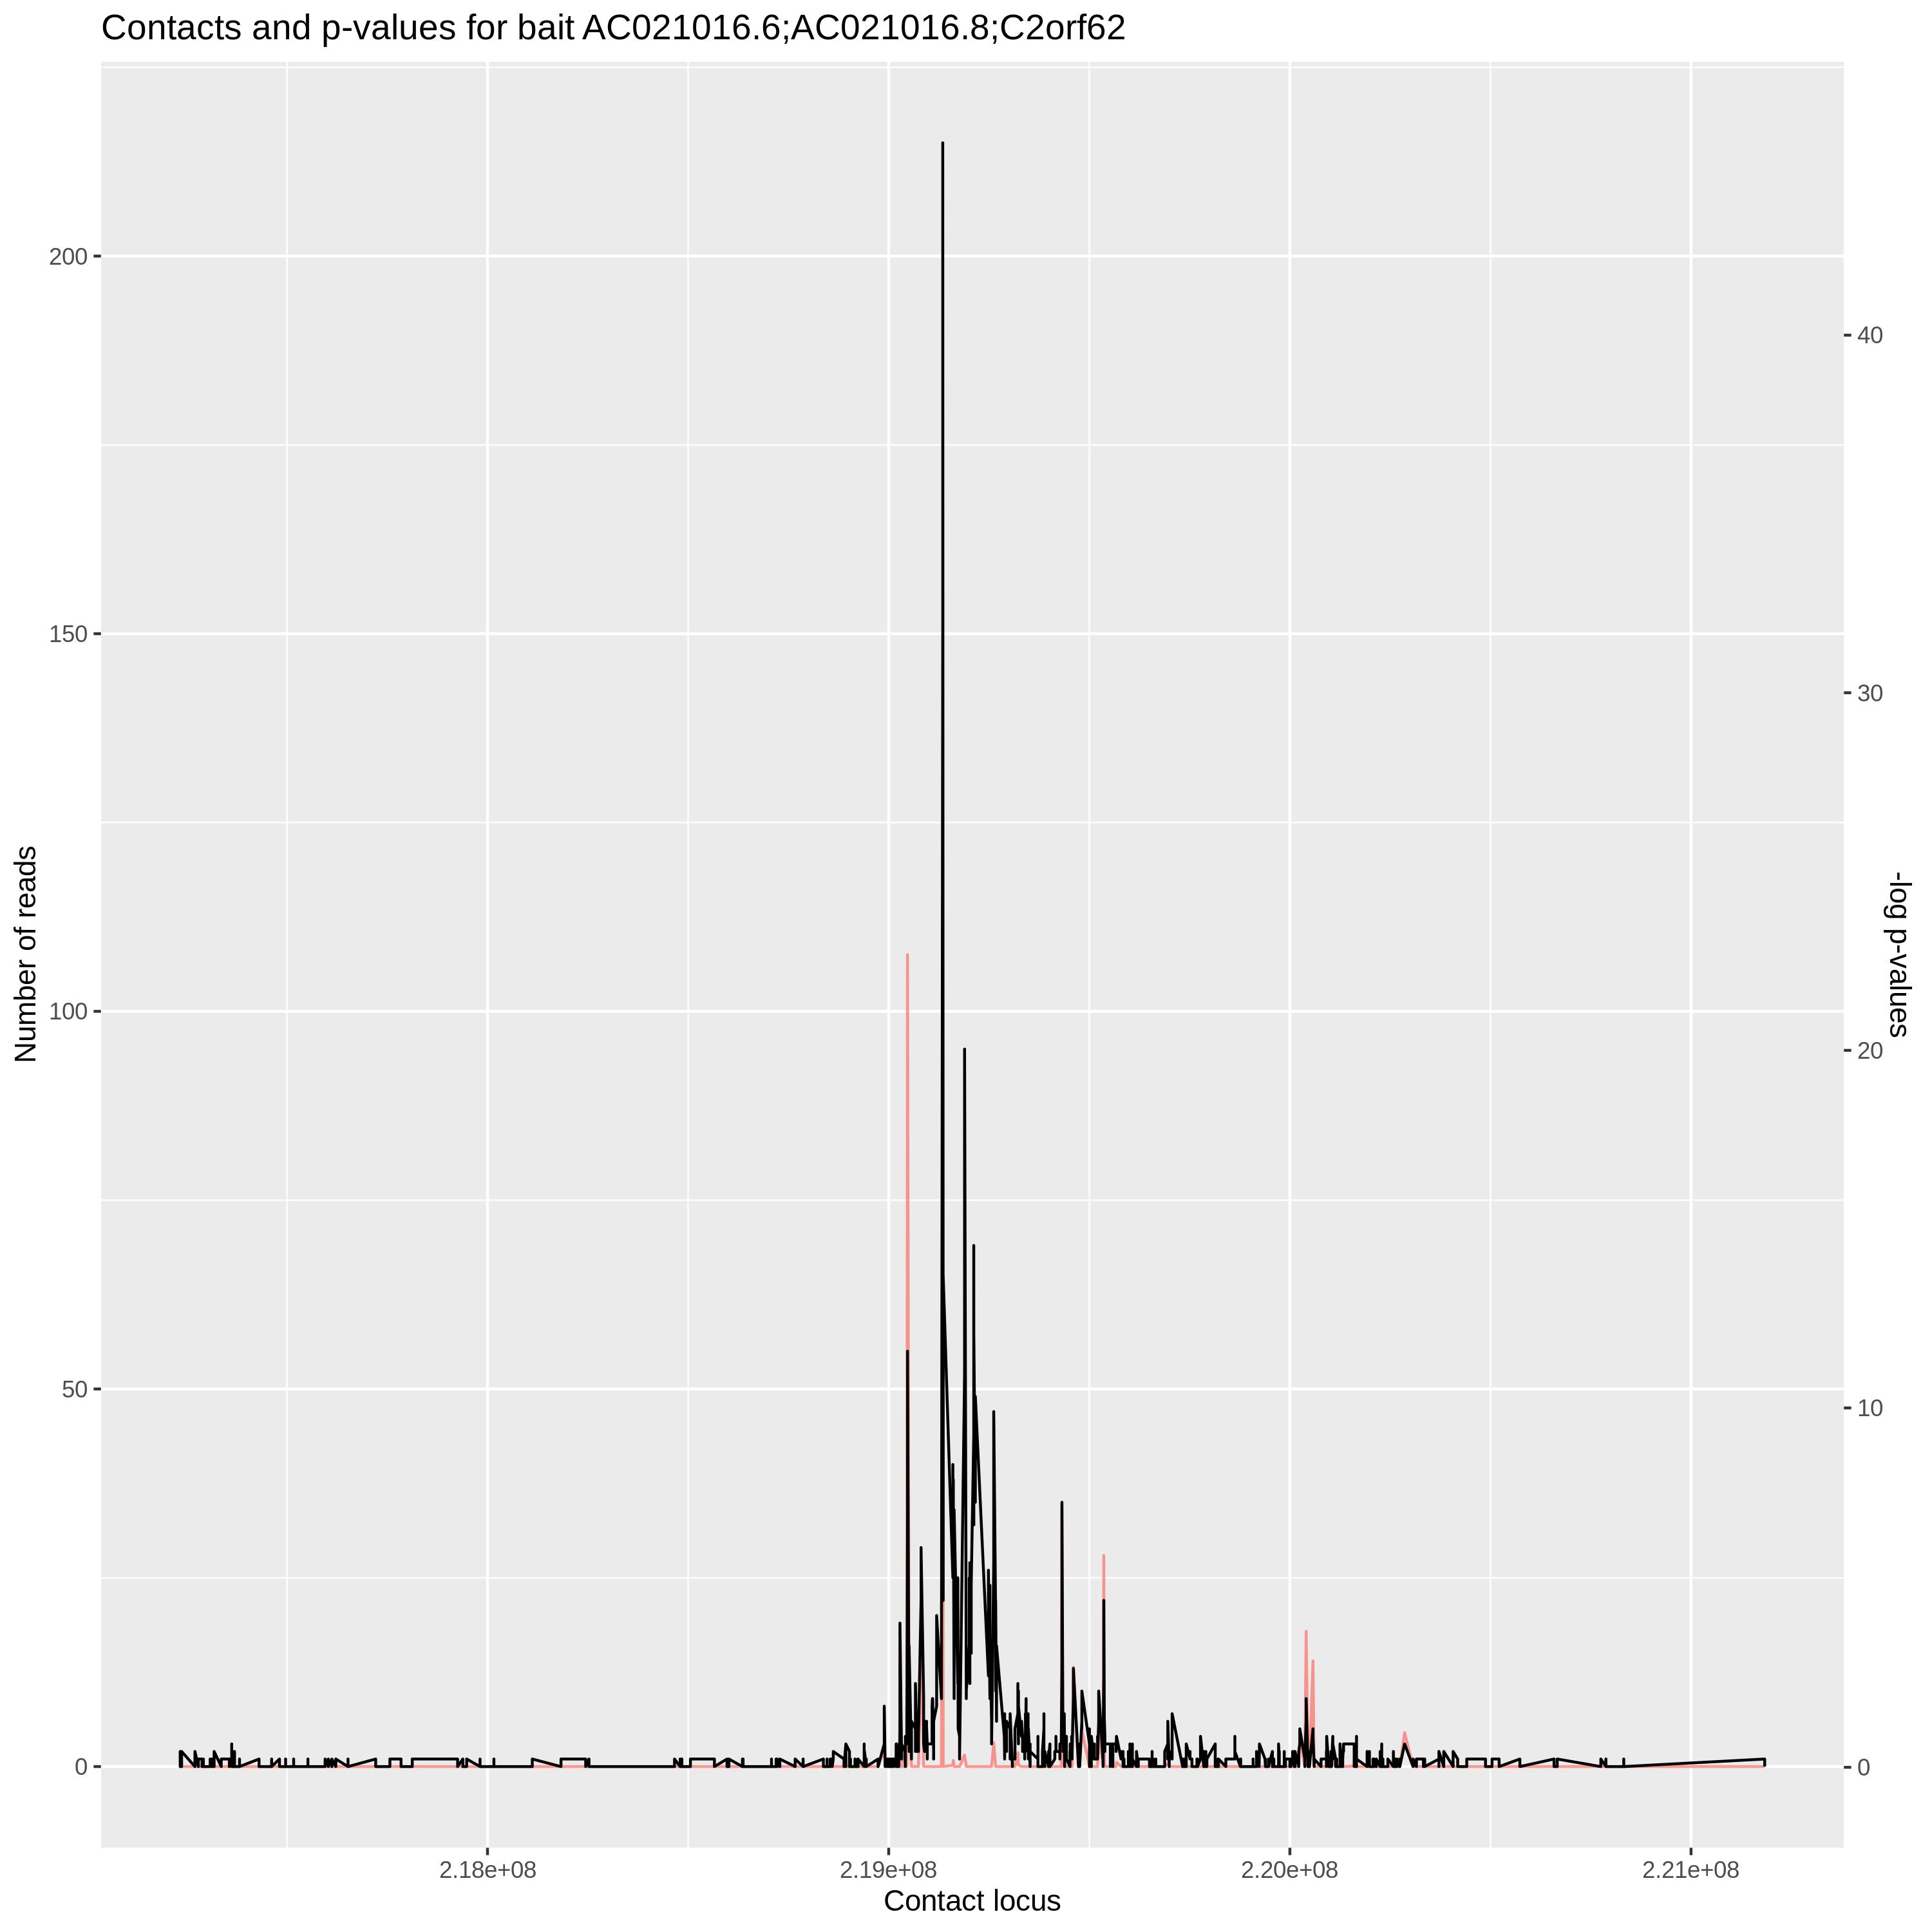 Contacts and p-values for bait AC021016.6;AC021016.8;C2orf62
200
150
100
50
0
Number of reads
40
30
20
10
0
-log p-values
2.18e+08
2.19e+08
2.20e+08
2.21e+08
Contact locus